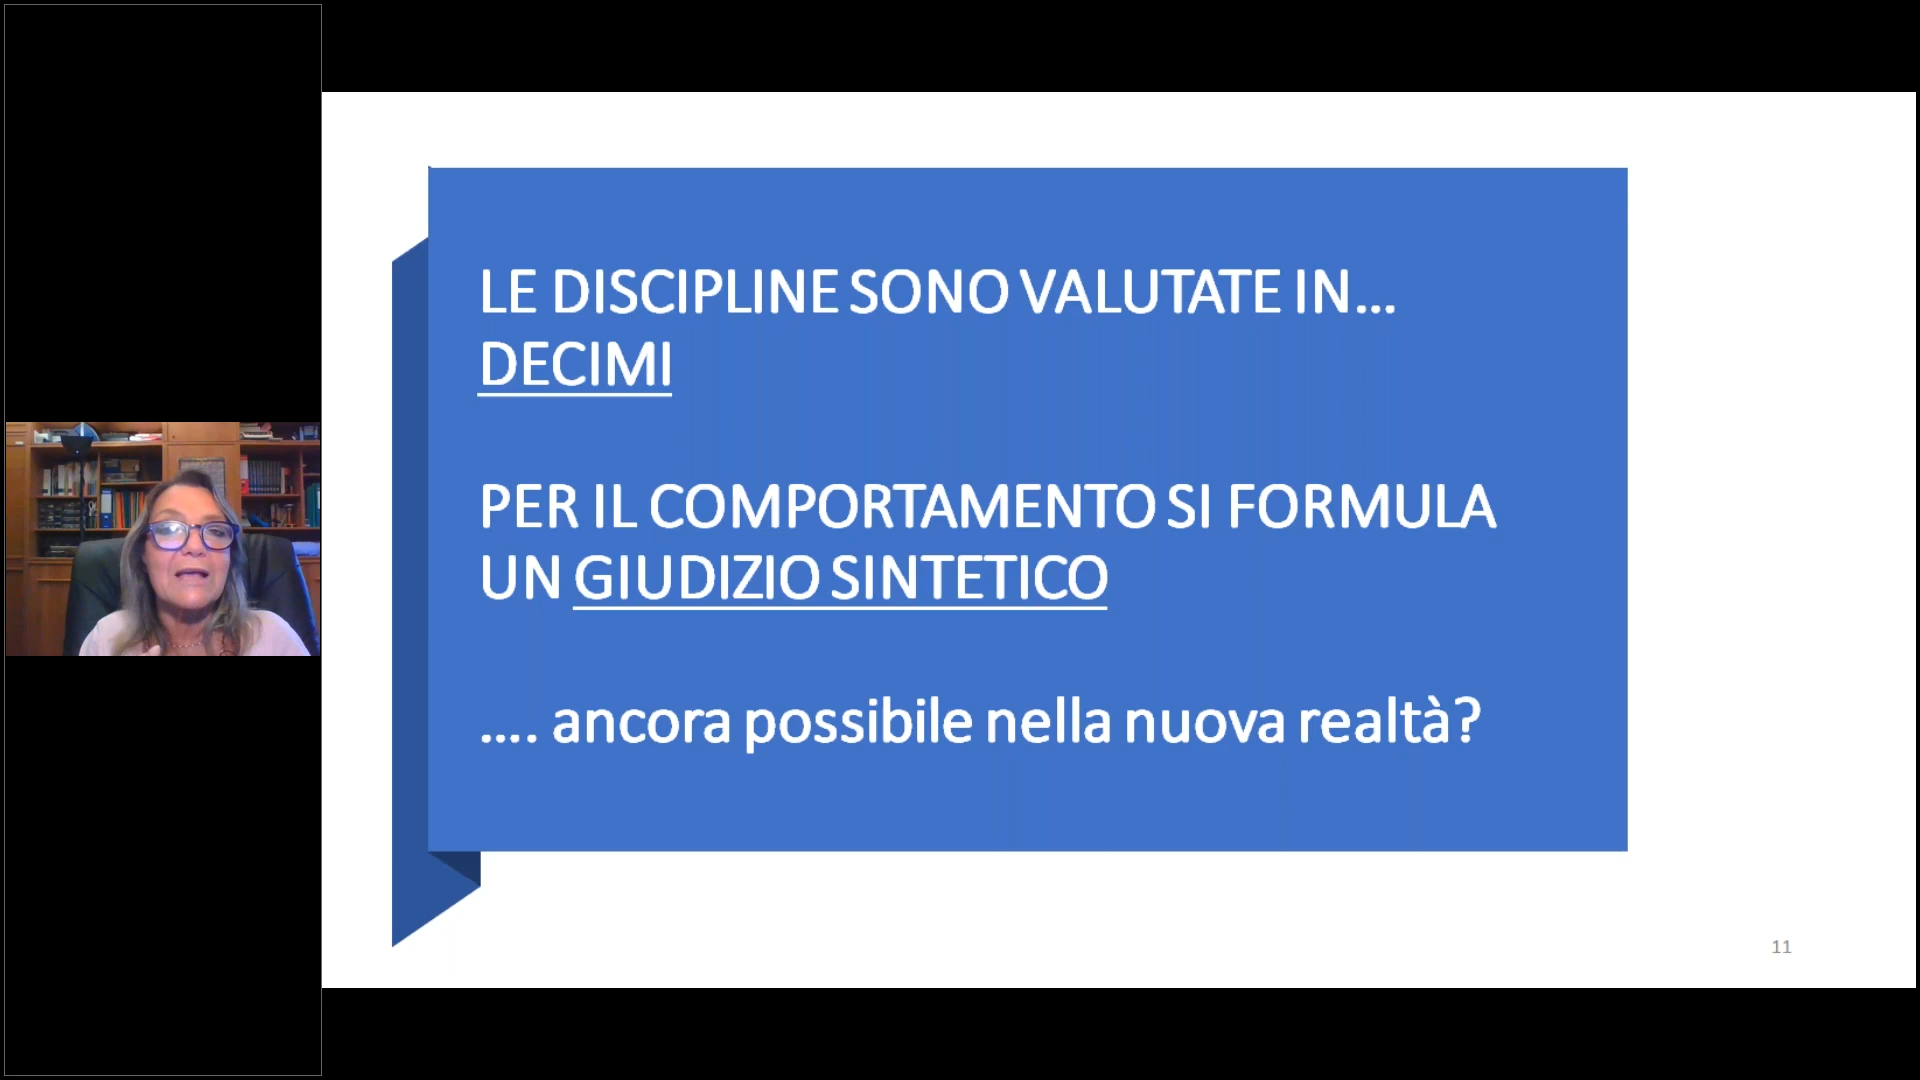 LE DISCIPLINE SONO VALUTATE IN...
DECIMI
PER IL COMPORTAMENTO SI FORMULA
UN GIUDIZIO SINTETICO
.... ancora possibile nella nuova realtà?
11